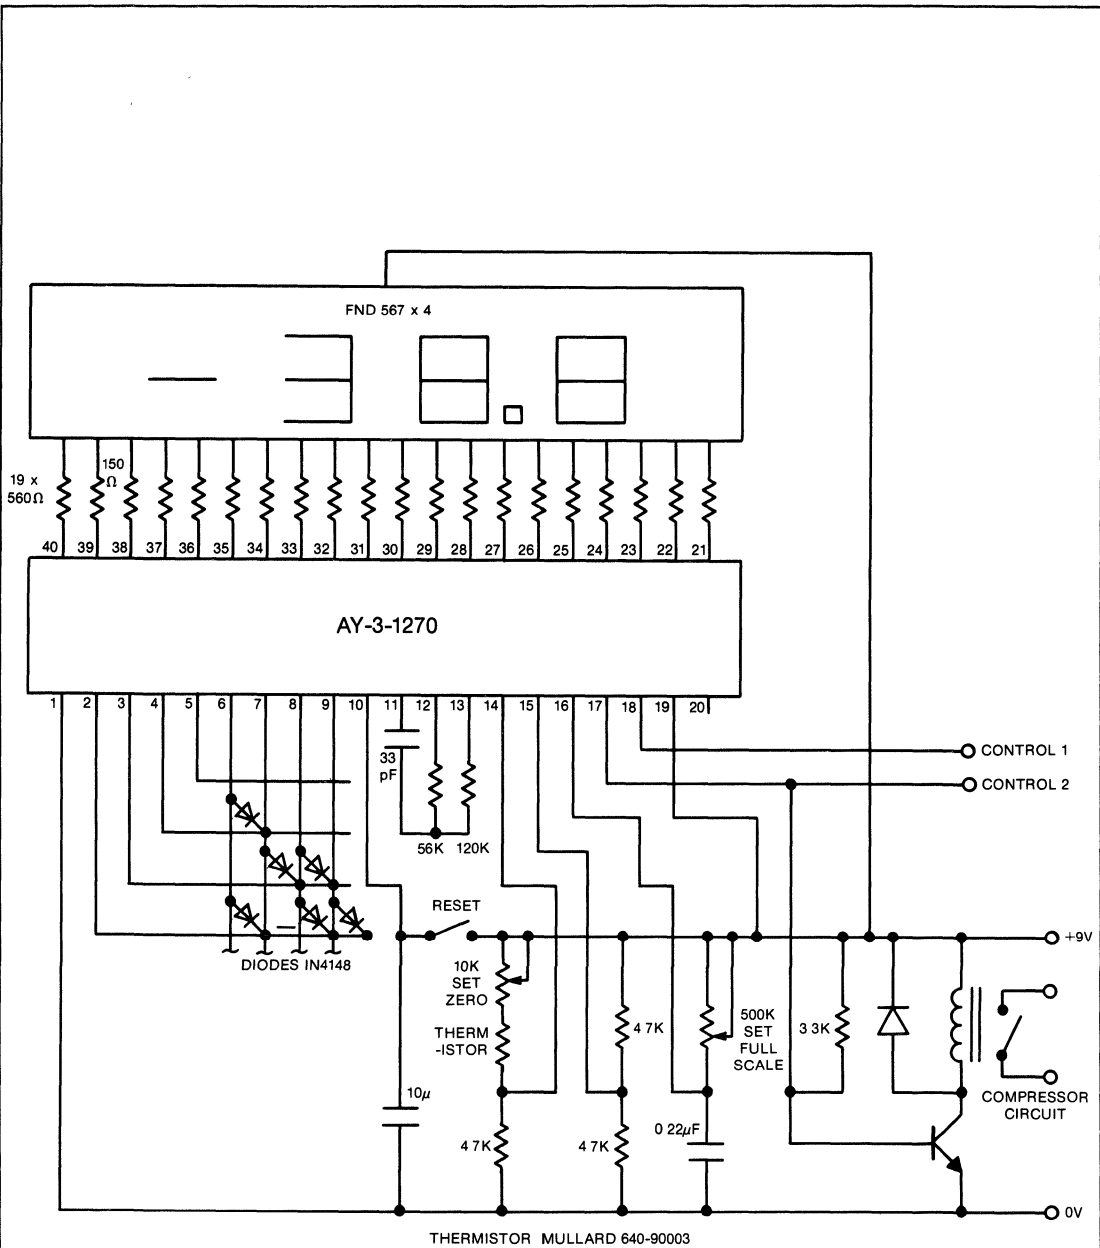 FND 567 x 4
19 x
560Ω
150
Ω
40 39 38 37 36 35 34 33 32 31 30 29 28 27 26 25 24 23 22 21
AY-3-1270
1 2 3 4 5 6 7 8 9 10 11 12 13 14 15 16 17 18 19 20
33
pF
CONTROL 1
CONTROL 2
56K 120K
RESET
+9V
DIODES IN4148
10K
SET
ZERO
THERM
-ISTOR
4 7K
500K
SET
FULL
SCALE
3 3K
COMPRESSOR
CIRCUIT
10μ
4 7K
4 7K
0 22μF
0V
THERMISTOR MULLARD 640-90003